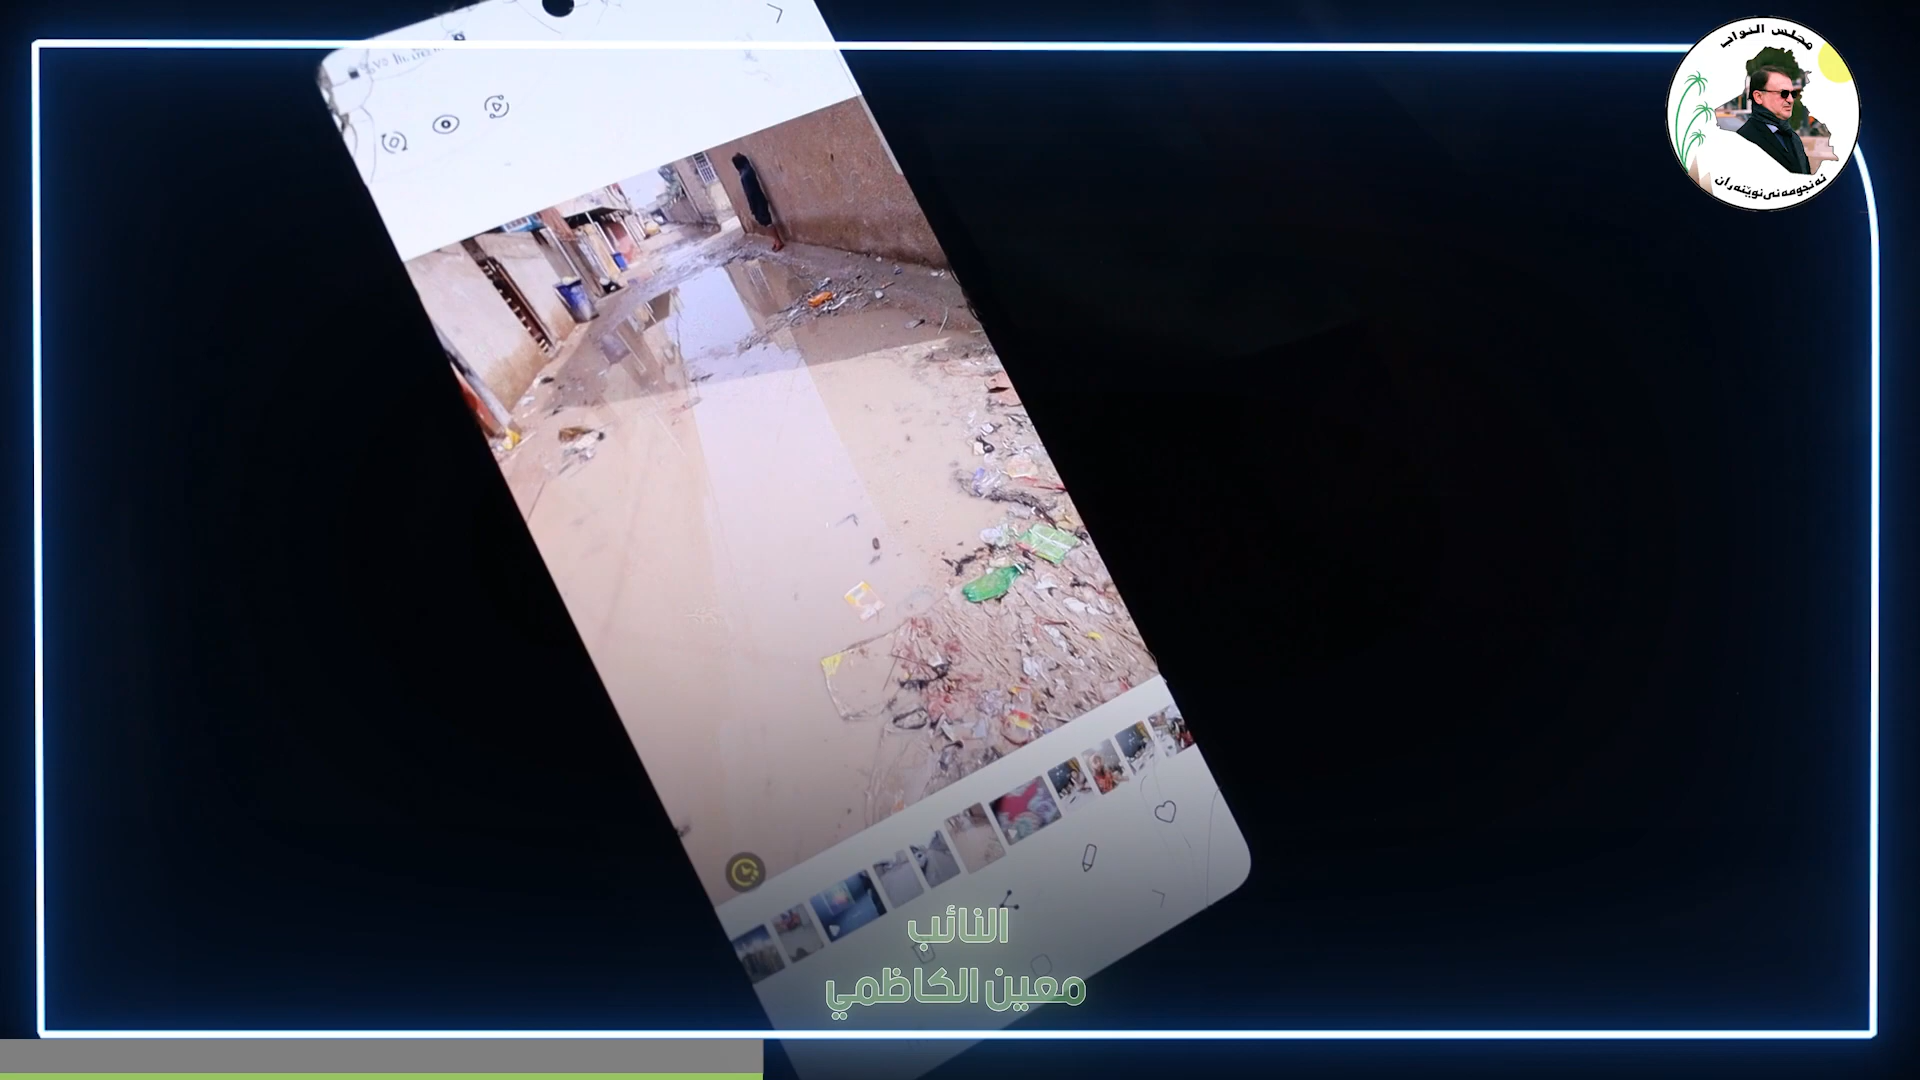 مجلس النواب
ئەنجومەنی نوێنەران
النائب
معين الكاظمي